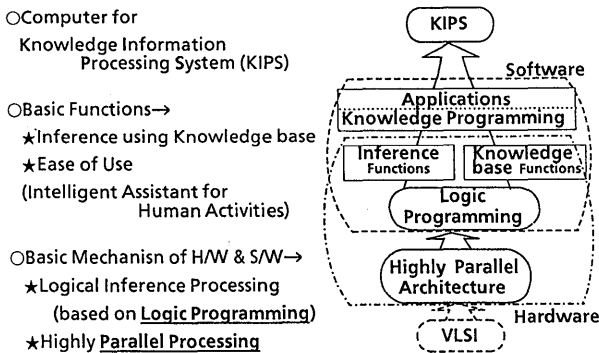 ○Computer for
Knowledge Information
Processing System (KIPS)
○Basic Functions→
★Inference using Knowledge base
★Ease of Use
(Intelligent Assistant for
Human Activities)
○Basic Mechanisn of H/W & S/W→
★Logical Inference Processing
(based on Logic Programming)
★Highly Parallel Processing
KIPS
Software
Applications
Knowledge Programming
Inference
Functions
Knowledge
base Functions
Logic
Programming
Highly Parallel
Architecture
Hardware
VLSI